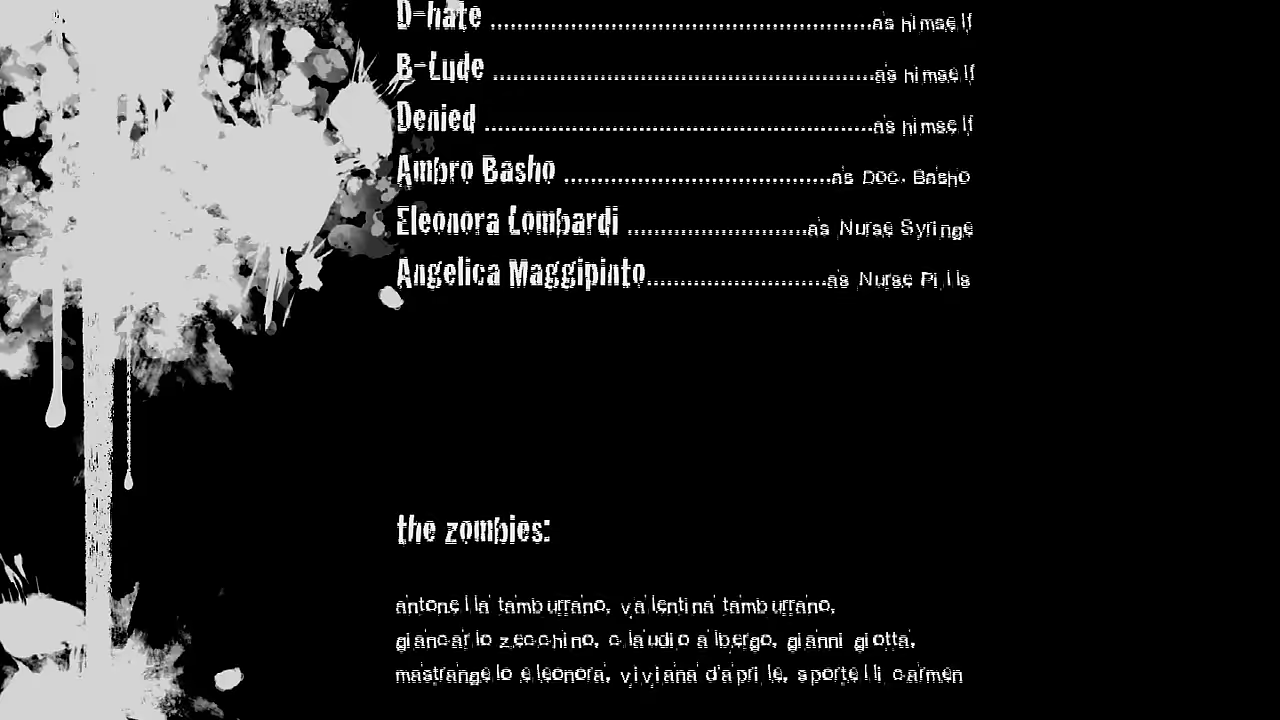 D-hate ..........................................................as himself
B-Lude .........................................................as himself
Denied ..........................................................as himself
Ambro Basho ........................................as Doc. Basho
Eleonora Lombardi ...........................as Nurse Syringe
Angelica Maggipinto...........................as Nurse Pills
the zombies:
antonella tamburrano, valentina tamburrano,
giancarlo zecchino, claudio albergo, gianni giotta,
mastrangelo eleonora, viviana d'aprile, sportelli carmen